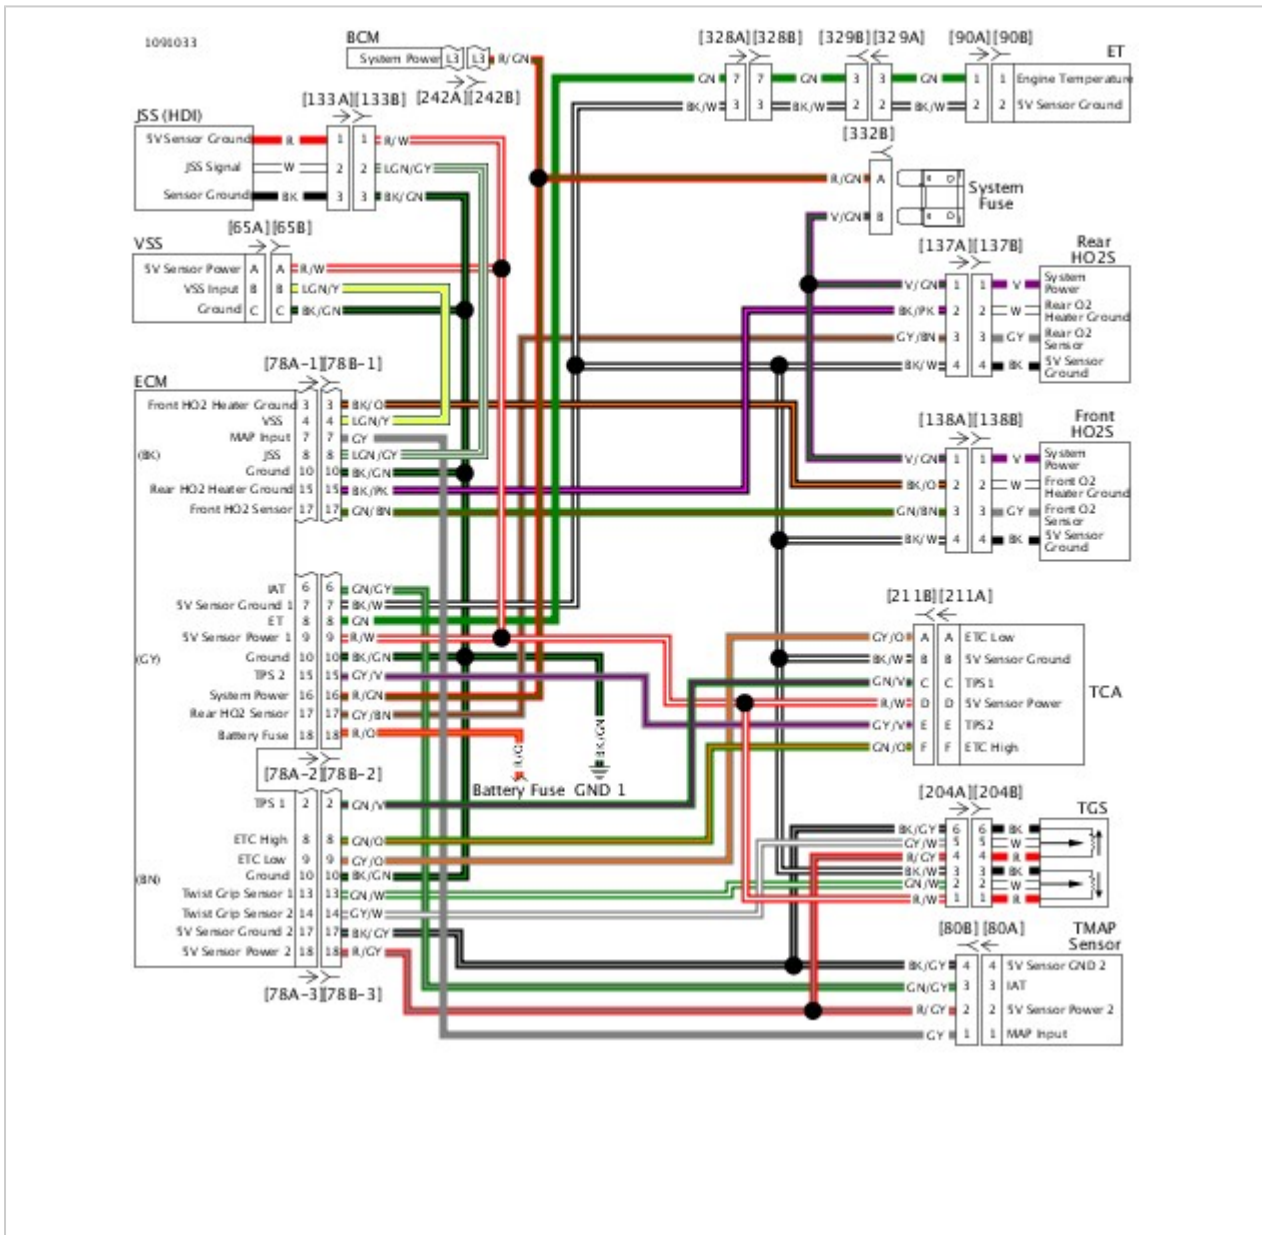 1091033
BCM
System Power L3 L3 R/GN
[242A][242B]
[328A][328B] [329B][329A] [90A][90B]
ET
GN 7 7 GN 3 3 GN 1 1 Engine Temperature
BK/W 3 3 BK/W 2 2 BK/W 2 2 5V Sensor Ground
[133A][133B]
JSS (HDI)
5V Sensor Ground R 1 1 R/W
JSS Signal W 2 2 LGN/GY
Sensor Ground BK 3 3 BK/GN
[332B]
R/GN A
V/GN B
System
Fuse
[65A][65B]
VSS
5V Sensor Power A A R/W
VSS Input B B LGN/Y
Ground C C BK/GN
[137A][137B]
Rear
HO2S
V/GN 1 1 V System
Power
BK/PK 2 2 W Rear O2
Heater Ground
GY/BN 3 3 GY Rear O2
Sensor
BK/W 4 4 BK 5V Sensor
Ground
[78A-1][78B-1]
ECM
Front HO2 Heater Ground 3 3 BK/O
VSS 4 4 LGN/Y
MAP Input 7 7 GY
(BK)
JSS 8 8 LGN/GY
Ground 10 10 BK/GN
Rear HO2 Heater Ground 15 15 BK/PK
Front HO2 Sensor 17 17 GN/BN
[138A][138B]
Front
HO2S
V/GN 1 1 V System
Power
BK/O 2 2 W Front O2
Heater Ground
GN/BN 3 3 GY Front O2
Sensor
BK/W 4 4 BK 5V Sensor
Ground
IAT 6 6 GN/GY
5V Sensor Ground 1 7 7 BK/W
ET 8 8 GN
5V Sensor Power 1 9 9 R/W
(GY)
Ground 10 10 BK/GN
TPS 2 15 15 GY/V
System Power 16 16 R/GN
Rear HO2 Sensor 17 17 GY/BN
Battery Fuse 18 18 R/O
R/O
BK/GN
Battery Fuse GND 1
[211B][211A]
GY/O A A ETC Low
BK/W B B 5V Sensor Ground
GN/V C C TPS1
R/W D D 5V Sensor Power
GY/V E E TPS2
GN/O F F ETC High
TCA
[78A-2][78B-2]
TPS 1 2 2 GN/V
ETC High 8 8 GN/O
ETC Low 9 9 GY/O
(BN)
Ground 10 10 BK/GN
Twist Grip Sensor 1 13 13 GN/W
Twist Grip Sensor 2 14 14 GY/W
5V Sensor Ground 2 17 17 BK/GY
5V Sensor Power 2 18 18 R/GY
[78A-3][78B-3]
[204A][204B]
TGS
BK/GY 6 6 BK
GY/W 5 5 W
R/GY 4 4 R
BK/W 3 3 BK
GN/W 2 2 W
R/W 1 1 R
[80B][80A]
TMAP
Sensor
BK/GY 4 4 5V Sensor GND 2
GN/GY 3 3 IAT
R/GY 2 2 5V Sensor Power 2
GY 1 1 MAP Input